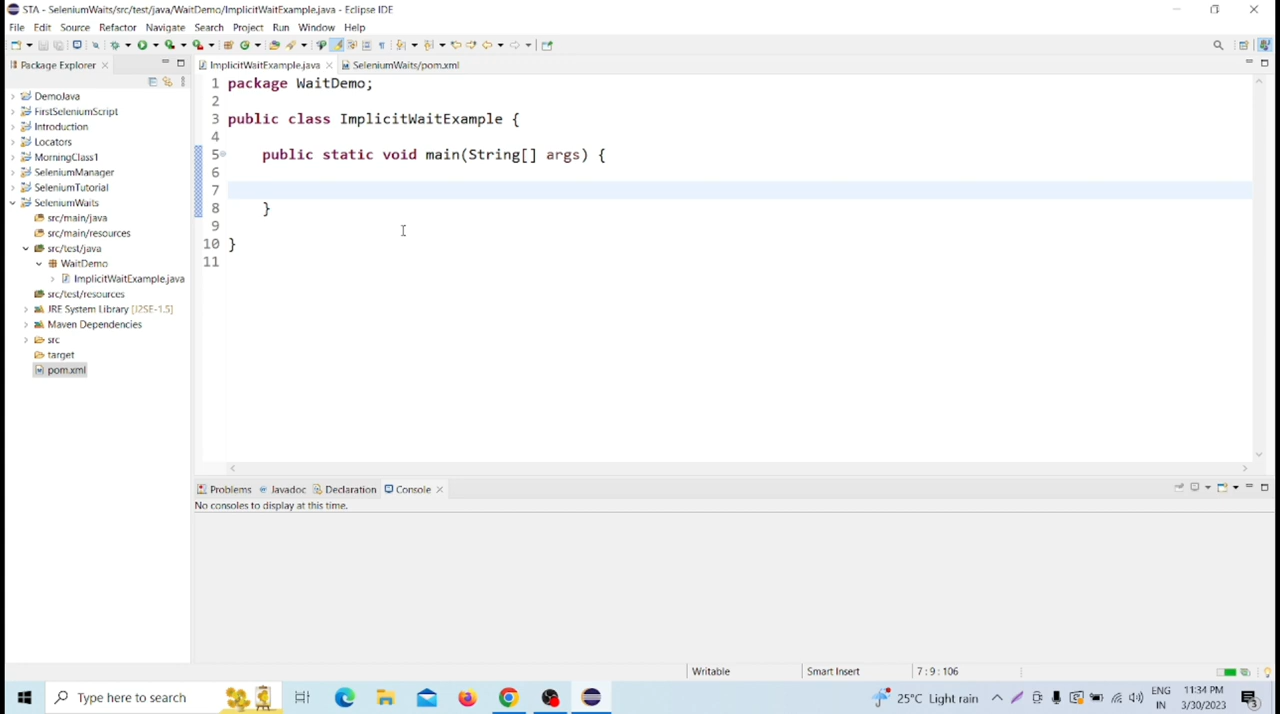 STA - SeleniumWaits/src/test/java/WaitDemo/ImplicitWaitExample.java - Eclipse IDE
File Edit Source Refactor Navigate Search Project Run Window Help
Package Explorer
ImplicitWaitExample.java
SeleniumWaits/pom.xml
DemoJava
FirstSeleniumScript
Introduction
Locators
MorningClass1
SeleniumManager
SeleniumTutorial
SeleniumWaits
src/main/java
src/main/resources
src/test/java
WaitDemo
ImplicitWaitExample.java
src/test/resources
JRE System Library [J2SE-1.5]
Maven Dependencies
src
target
pom.xml
1 package WaitDemo;
2
3 public class ImplicitWaitExample {
4
5 public static void main(String[] args) {
6
7
8 }
9
10 }
11
Problems Javadoc Declaration Console
No consoles to display at this time.
Writable Smart Insert 7 : 9 : 106
Type here to search
25°C Light rain
ENG
IN
11:34 PM
3/30/2023
3